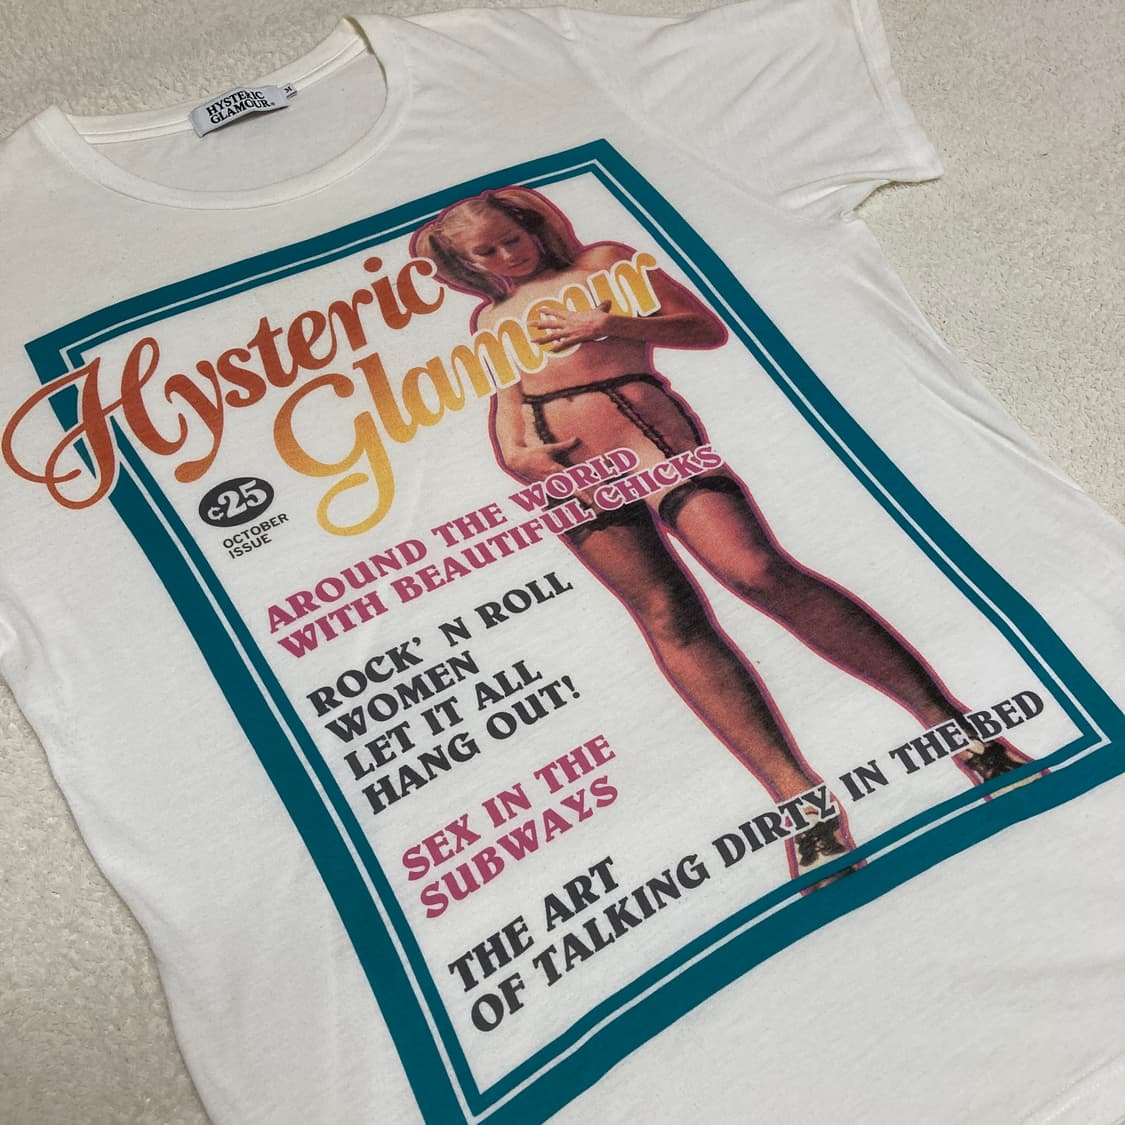 HYSTERIC
GLAMOUR®
M
Hysteric
Glamour
¢25
OCTOBER
ISSUE
AROUND THE WORLD
WITH BEAUTIFUL CHICKS
ROCK' N ROLL
WOMEN
LET IT ALL
HANG OUT!
SEX IN THE
SUBWAYS
THE ART
OF TALKING DIRTY IN THE BED